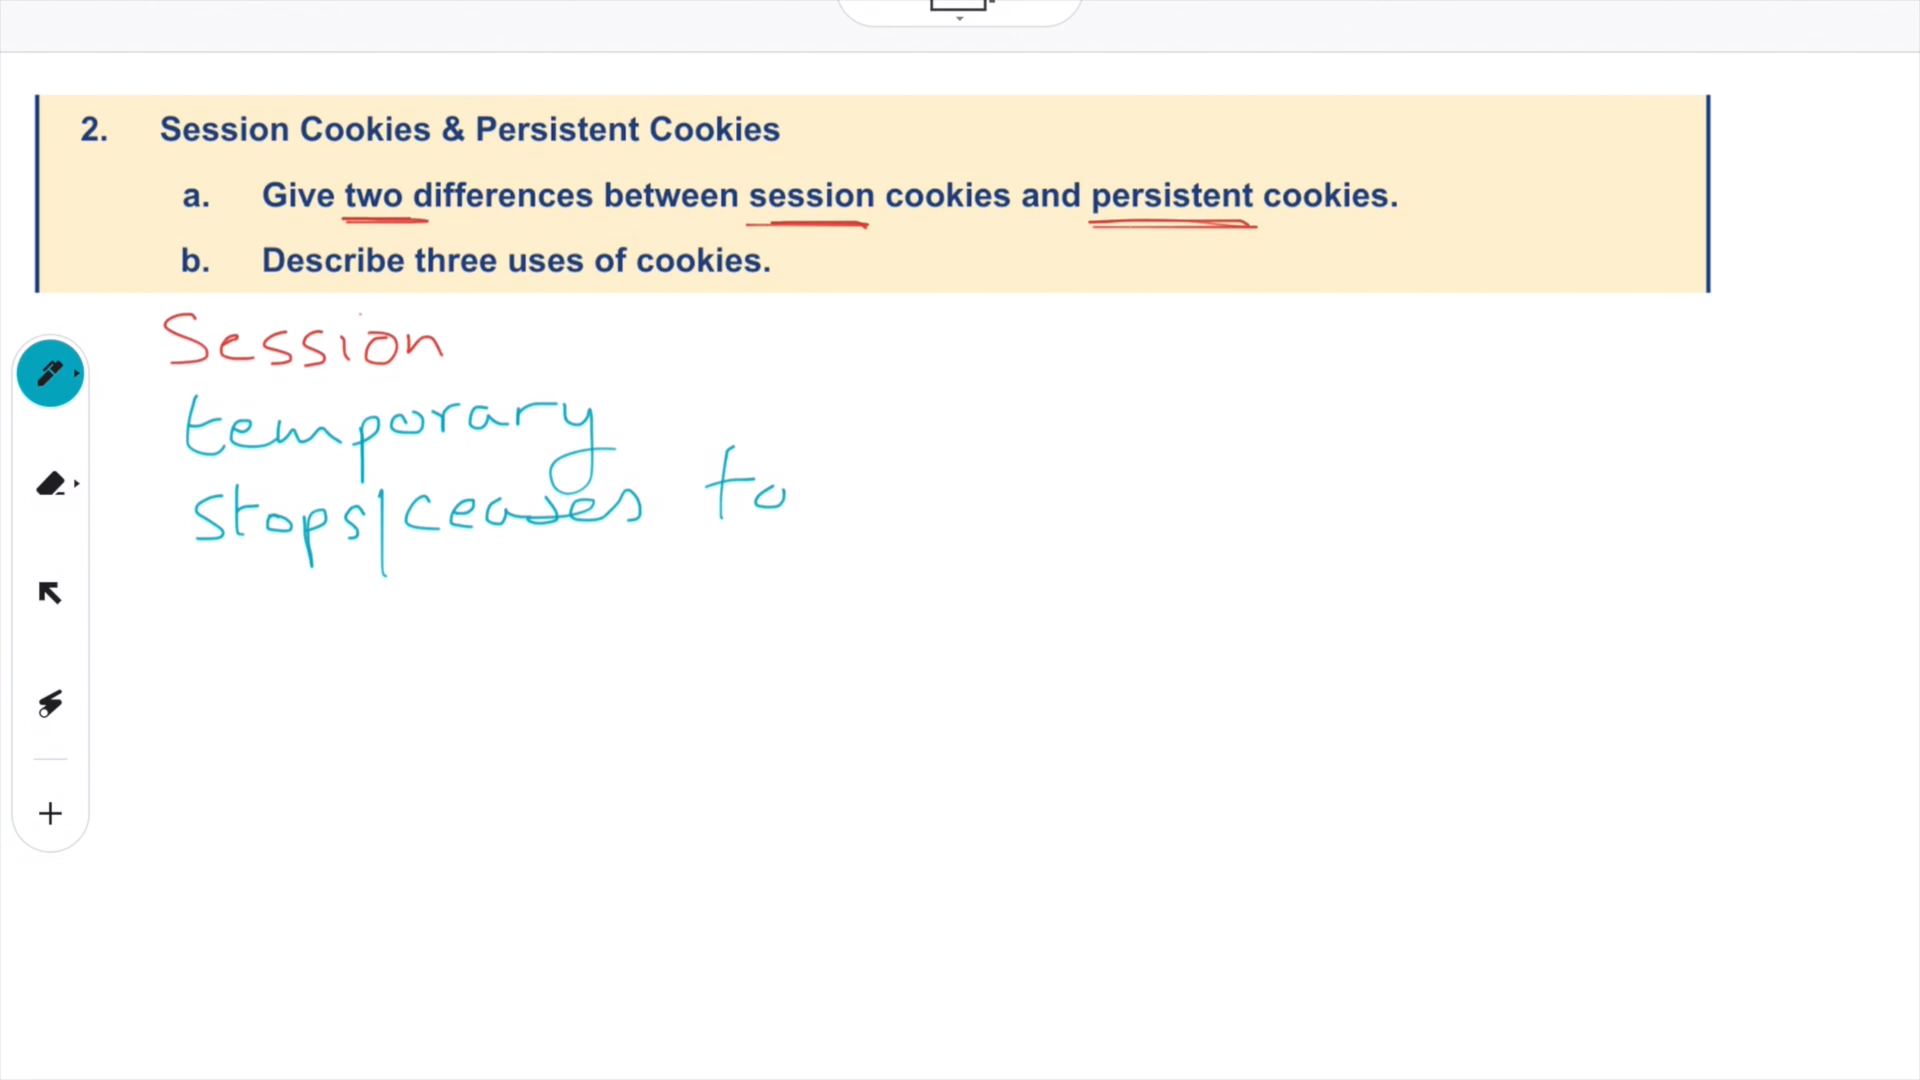 2. Session Cookies & Persistent Cookies
a. Give two differences between session cookies and persistent cookies.
b. Describe three uses of cookies.
Session
temporary
stops/ceases to